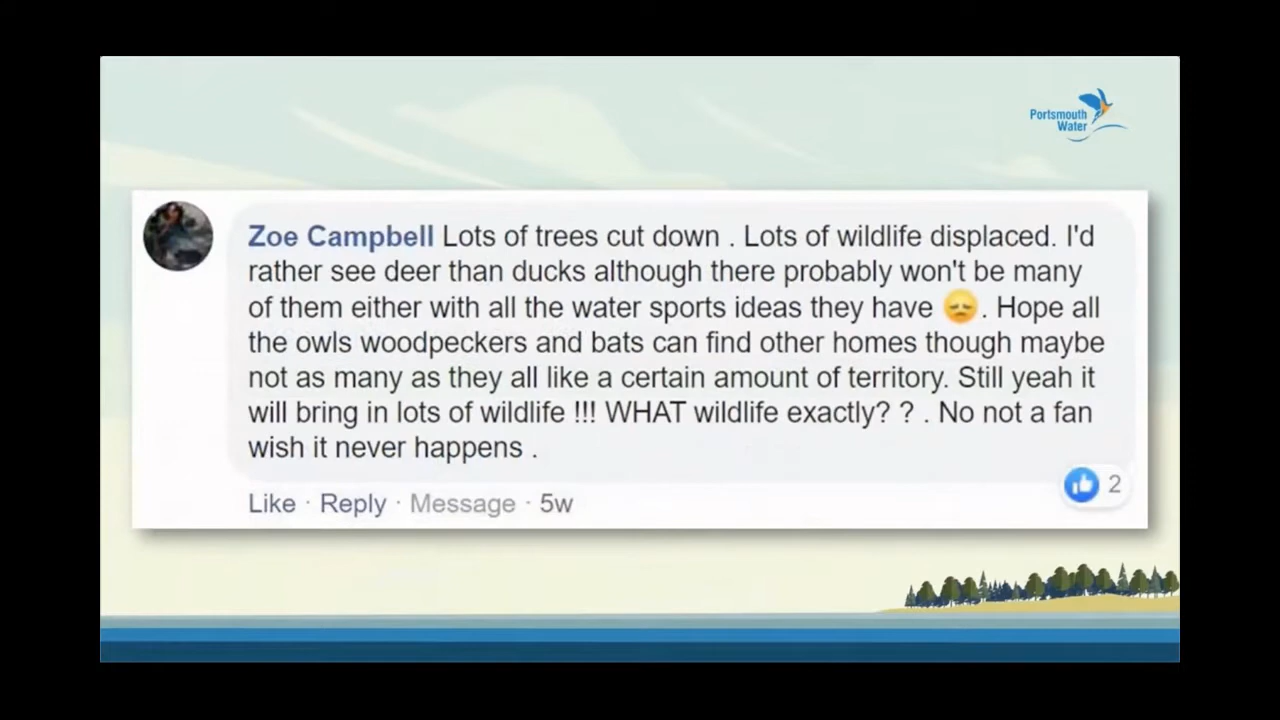 Portsmouth
Water
Zoe Campbell Lots of trees cut down . Lots of wildlife displaced. I'd
rather see deer than ducks although there probably won't be many
of them either with all the water sports ideas they have 😞. Hope all
the owls woodpeckers and bats can find other homes though maybe
not as many as they all like a certain amount of territory. Still yeah it
will bring in lots of wildlife !!! WHAT wildlife exactly? ? . No not a fan
wish it never happens .
Like · Reply · Message · 5w
2